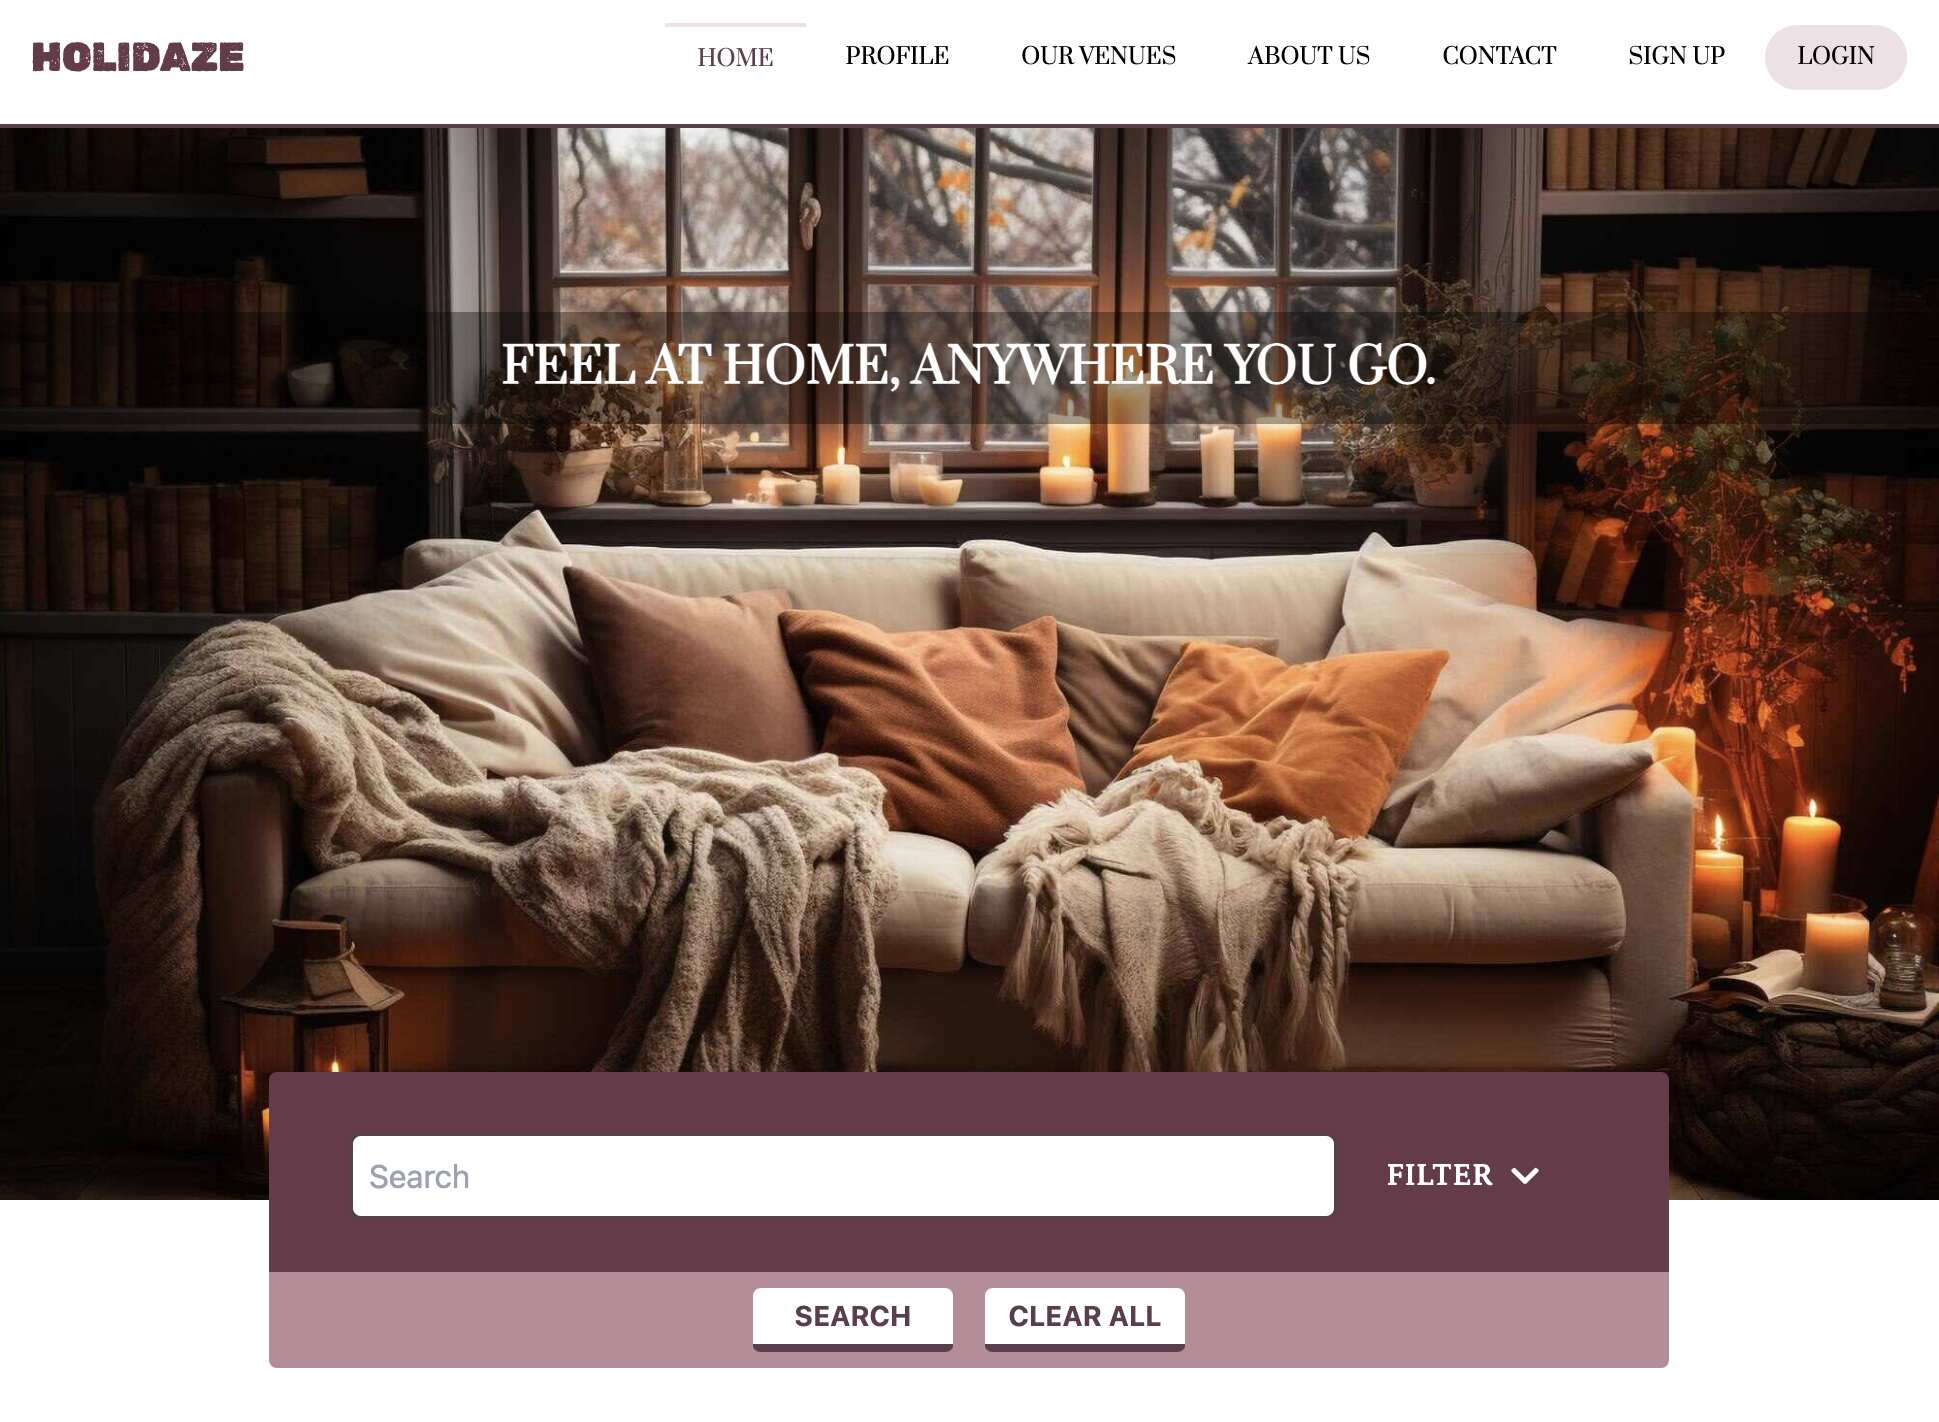 HOLIDAZE
HOME PROFILE OUR VENUES ABOUT US CONTACT SIGN UP LOGIN
FEEL AT HOME, ANYWHERE YOU GO.
Search FILTER
SEARCH CLEAR ALL